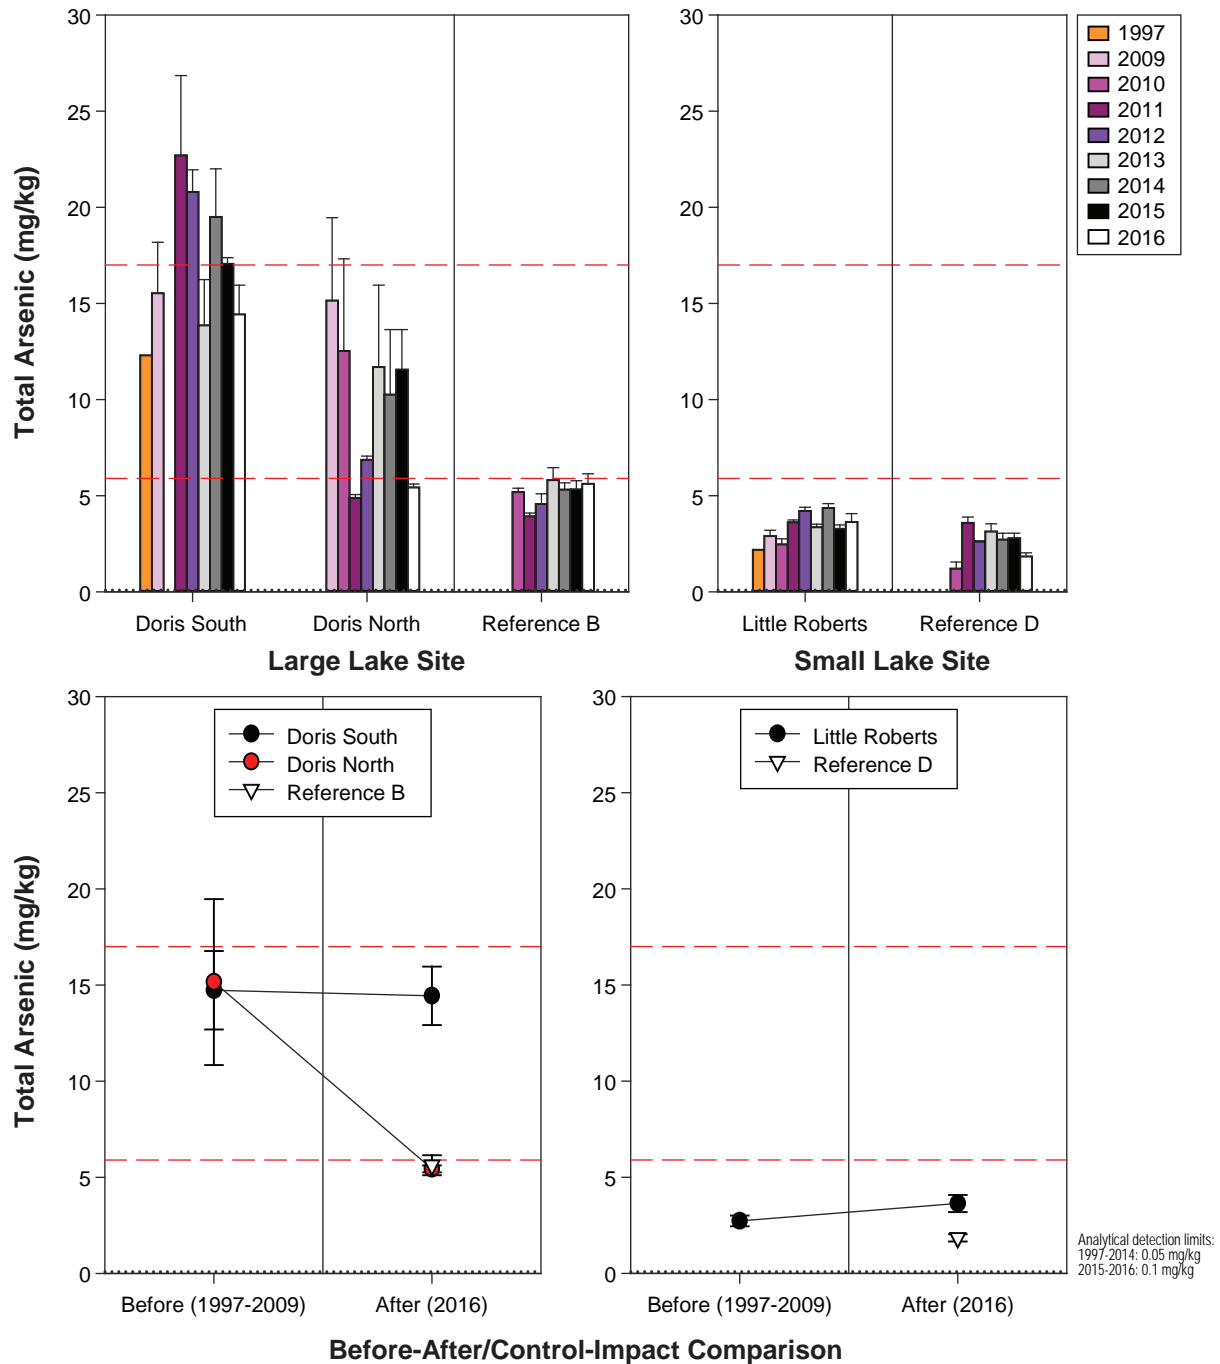 30
25
20
15
10
5
0
Total Arsenic (mg/kg)
Doris South
Doris North
Reference B
Large Lake Site
30
25
20
15
10
5
0
Little Roberts
Reference D
Small Lake Site
1997
2009
2010
2011
2012
2013
2014
2015
2016
30
25
20
15
10
5
0
Total Arsenic (mg/kg)
Doris South
Doris North
Reference B
Before (1997-2009)
After (2016)
30
25
20
15
10
5
0
Little Roberts
Reference D
Before (1997-2009)
After (2016)
Analytical detection limits:
1997-2014: 0.05 mg/kg
2015-2016: 0.1 mg/kg
Before-After/Control-Impact Comparison